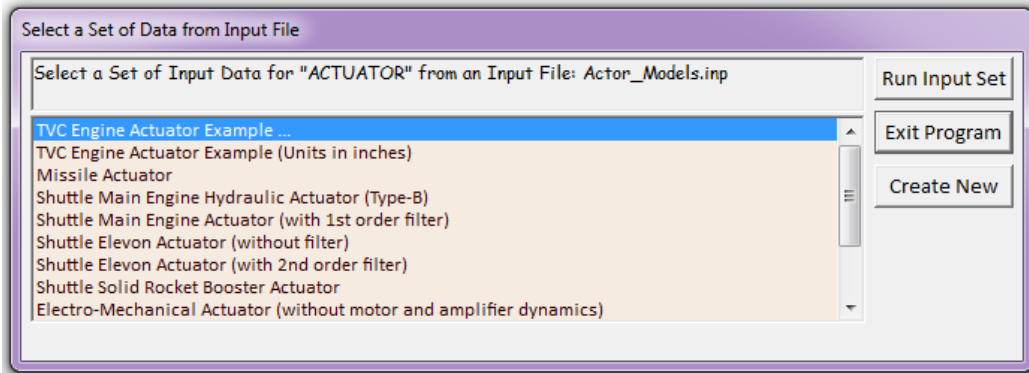 Select a Set of Data from Input File
Select a Set of Input Data for "ACTUATOR" from an Input File: Actor_Models.inp
Run Input Set
TVC Engine Actuator Example ...
Exit Program
TVC Engine Actuator Example (Units in inches)
Missile Actuator
Create New
Shuttle Main Engine Hydraulic Actuator (Type-B)
Shuttle Main Engine Actuator (with 1st order filter)
Shuttle Elevon Actuator (without filter)
Shuttle Elevon Actuator (with 2nd order filter)
Shuttle Solid Rocket Booster Actuator
Electro-Mechanical Actuator (without motor and amplifier dynamics)